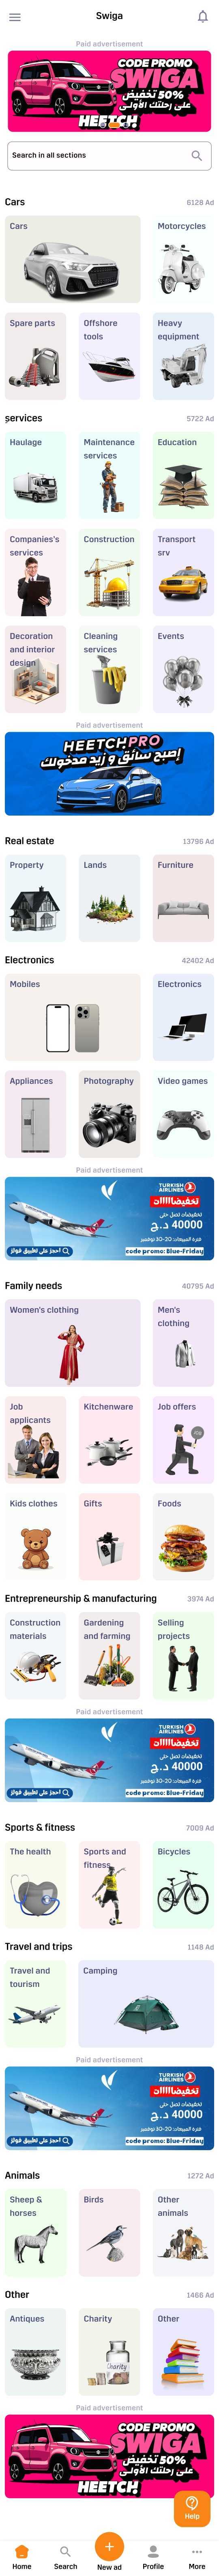 Swiga
Paid advertisement
CODE PROMO:
SWIGA
50% تخفيض
على رحلتك الأولى
HEETCH
Search in all sections
Cars
6128 Ad
Cars
Motorcycles
Spare parts
Offshore
tools
Heavy
equipment
services
5722 Ad
Haulage
Maintenance
services
Education
Companies's
services
Construction
Transport
srv
Decoration
and interior
design
Cleaning
services
Events
Paid advertisement
HEETCHPRO
إصبح سائق و زيد مدخولك
Real estate
13796 Ad
Property
Lands
Furniture
Electronics
42402 Ad
Mobiles
Electronics
Appliances
Photography
Video games
Paid advertisement
TURKISH
AIRLINES
تخفيضاااااات
تخفيضات تصل حتى
40000 د.ج
فترة المبيعات: 20-30 نوفمبر
code promo: Blue-Friday
احجز على تطبيق فولز
Family needs
40795 Ad
Women's clothing
Men's
clothing
Job
applicants
Kitchenware
Job offers
JOB
Kids clothes
Gifts
Foods
Entrepreneurship & manufacturing
3974 Ad
Construction
materials
Gardening
and farming
Selling
projects
Paid advertisement
TURKISH
AIRLINES
تخفيضاااااات
تخفيضات تصل حتى
40000 د.ج
فترة المبيعات: 20-30 نوفمبر
code promo: Blue-Friday
احجز على تطبيق فولز
Sports & fitness
7009 Ad
The health
Sports and
fitness
Bicycles
Travel and trips
1148 Ad
Travel and
tourism
Camping
Paid advertisement
TURKISH
AIRLINES
تخفيضاااااات
تخفيضات تصل حتى
40000 د.ج
فترة المبيعات: 20-30 نوفمبر
code promo: Blue-Friday
احجز على تطبيق فولز
Animals
1272 Ad
Sheep &
horses
Birds
Other
animals
Other
1466 Ad
Antiques
Charity
Charity
Other
Paid advertisement
CODE PROMO:
SWIGA
50% تخفيض
على رحلتك الأولى
HEETCH
Help
Home
Search
New ad
Profile
More